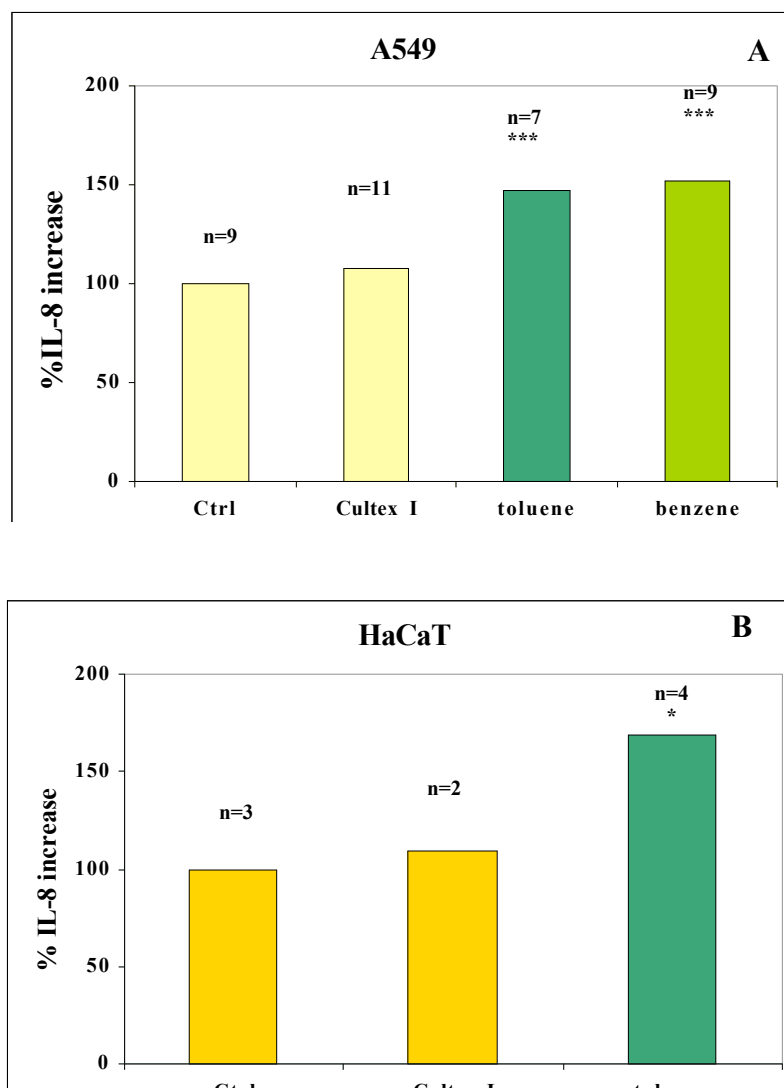 A549
A
%IL-8 increase
200
150
100
50
0
n=9
n=11
n=7
***
n=9
***
Ctrl
Cultex I
toluene
benzene
HaCaT
B
% IL-8 increase
200
150
100
50
0
n=3
n=2
n=4
*